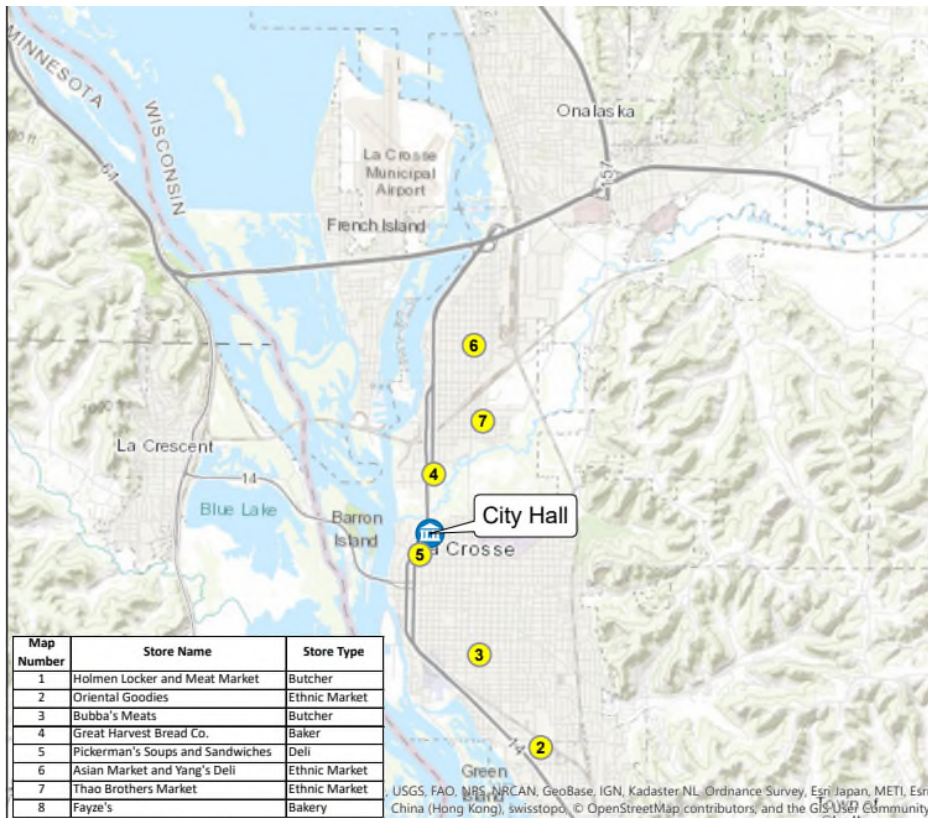 MINNESOTA
WISCONSIN
61
Onalaska
157
La Crosse
Municipal
Airport
French Island
6
7
La Crescent
14
4
Blue Lake
Barron
Island
City Hall
5
a Crosse
3
2
14
Green
Island
Map Number Store Name Store Type
1 Holmen Locker and Meat Market Butcher
2 Oriental Goodies Ethnic Market
3 Bubba's Meats Butcher
4 Great Harvest Bread Co. Baker
5 Pickerman's Soups and Sandwiches Deli
6 Asian Market and Yang's Deli Ethnic Market
7 Thao Brothers Market Ethnic Market
8 Fayze's Bakery
, USGS, FAO, NPS, NRCAN, GeoBase, IGN, Kadaster NL, Ordnance Survey, Esri Japan, METI, Esri
China (Hong Kong), swisstopo, © OpenStreetMap contributors, and the GIS User Community
Town of